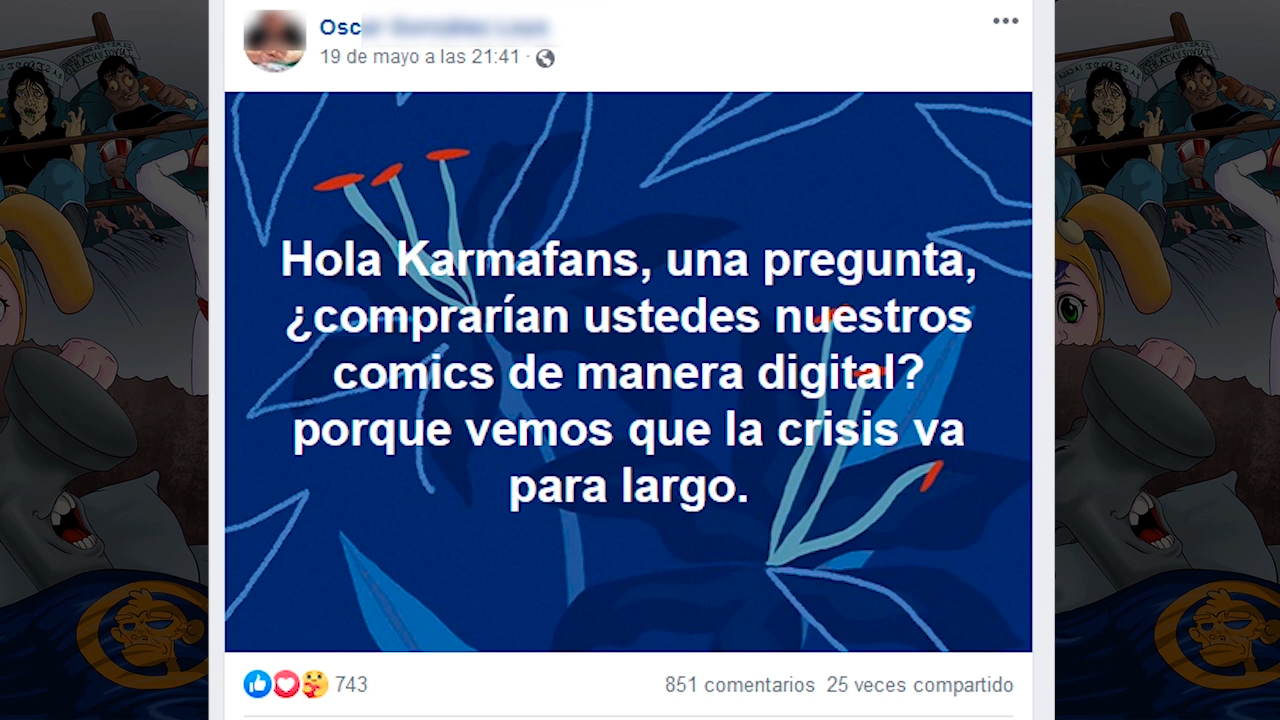 Osc
19 de mayo a las 21:41 ·
Hola Karmafans, una pregunta,
¿comprarían ustedes nuestros
comics de manera digital?
porque vemos que la crisis va
para largo.
743
851 comentarios 25 veces compartido